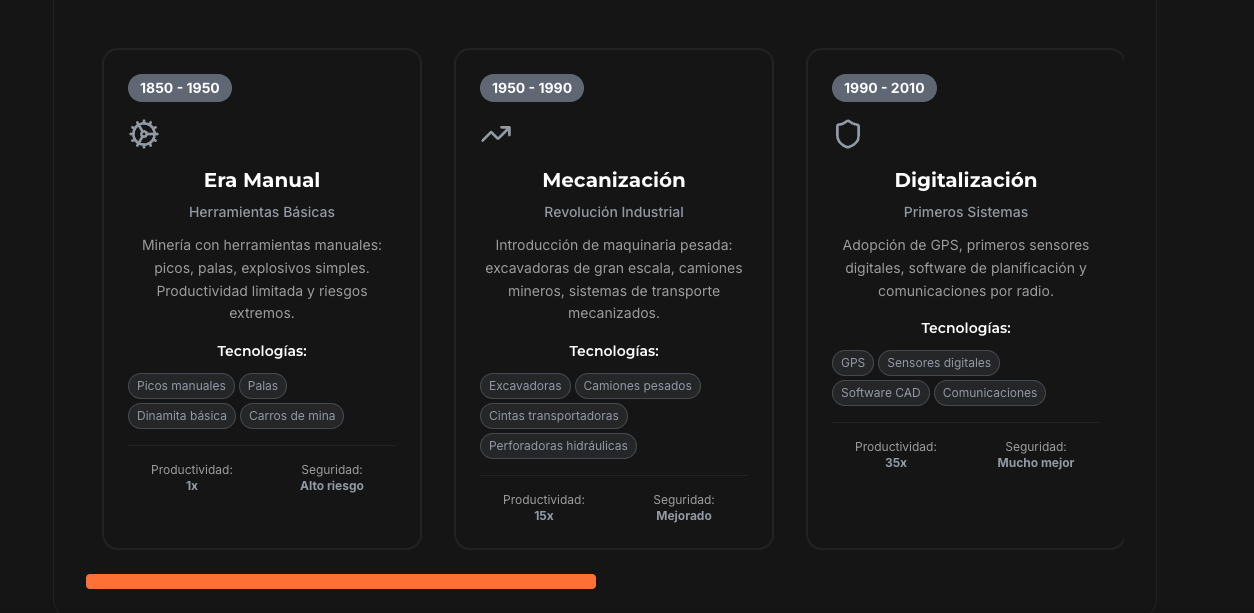 1850 - 1950
Era Manual
Herramientas Básicas
Minería con herramientas manuales:
picos, palas, explosivos simples.
Productividad limitada y riesgos
extremos.
Tecnologías:
Picos manuales
Palas
Dinamita básica
Carros de mina
Productividad:
1x
Seguridad:
Alto riesgo
1950 - 1990
Mecanización
Revolución Industrial
Introducción de maquinaria pesada:
excavadoras de gran escala, camiones
mineros, sistemas de transporte
mecanizados.
Tecnologías:
Excavadoras
Camiones pesados
Cintas transportadoras
Perforadoras hidráulicas
Productividad:
15x
Seguridad:
Mejorado
1990 - 2010
Digitalización
Primeros Sistemas
Adopción de GPS, primeros sensores
digitales, software de planificación y
comunicaciones por radio.
Tecnologías:
GPS
Sensores digitales
Software CAD
Comunicaciones
Productividad:
35x
Seguridad:
Mucho mejor